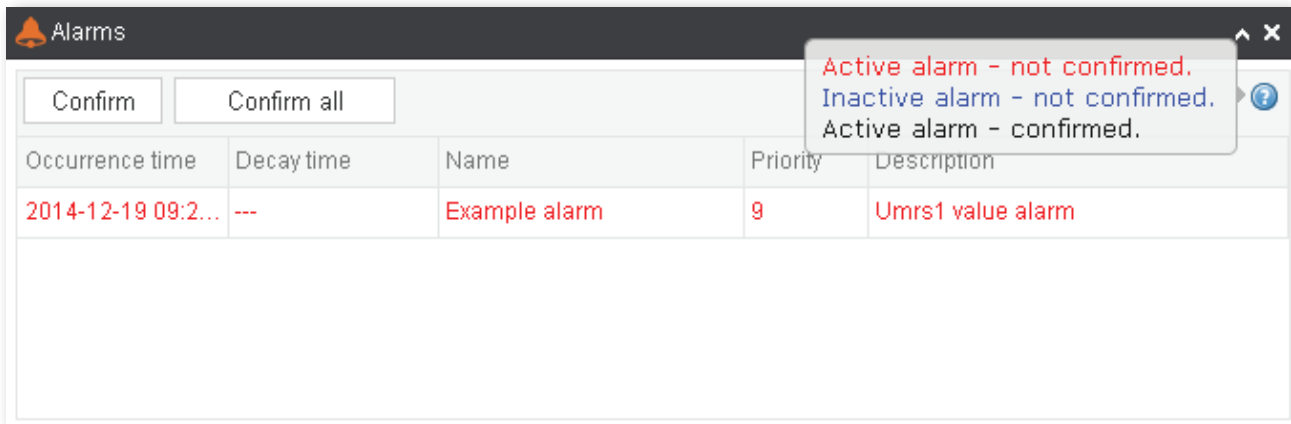 Alarms
Active alarm - not confirmed.
Inactive alarm - not confirmed.
Active alarm - confirmed.
Confirm Confirm all
Occurrence time Decay time Name Priority Description
2014-12-19 09:2... --- Example alarm 9 Umrs1 value alarm